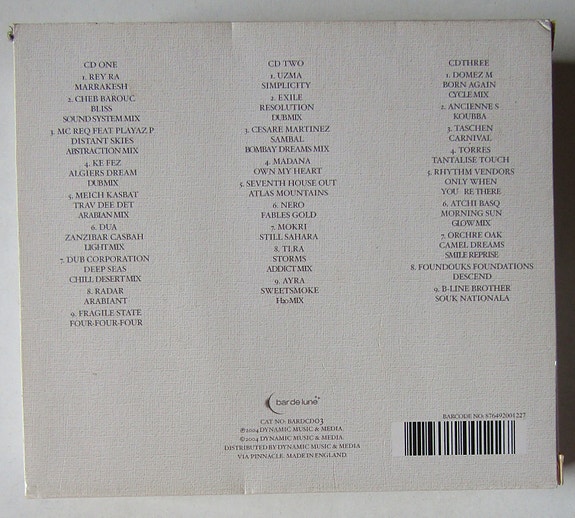 CD ONE
1. REY RA
MARRAKESH
2. CHEB BAROUC
BLISS
SOUND SYSTEM MIX
3. MC REQ FEAT PLAYAZ.P
DISTANT SKIES
ABSTRACTION MIX
4. KE FEZ
ALGIERS DREAM
DUBMIX
5. MEICH KASBAT
TRAV DEE DET
ARABIAN MIX
6. DUA
ZANZIBAR CASBAH
LIGHT MIX
7. DUB CORPORATION
DEEP SEAS
CHILL DESERT MIX
8. RADAR
ARABIANT
9. FRAGILE STATE
FOUR-FOUR-FOUR
CD TWO
1. UZMA
SIMPLICITY
2. EXILE
RESOLUTION
DUBMIX
3. CESARE MARTINEZ
SAMBAL
BOMBAY DREAMS MIX
4. MADANA
OWN MY HEART
5. SEVENTH HOUSE OUT
ATLAS MOUNTAINS
6. NERO
FABLES GOLD
7. MOKRI
STILL SAHARA
8. TI.RA
STORMS
ADDICT MIX
9. AYRA
SWEETSMOKE
H20 MIX
CD THREE
1. DOMEZ M
BORN AGAIN
CYCLE MIX
2. ANCIENNE S
KOUBBA
3. TASCHEN
CARNIVAL
4. TORRES
TANTALISE TOUCH
5. RHYTHM VENDORS
ONLY WHEN
YOU RE THERE
6. ATCHI BASQ
MORNING SUN
GLOW MIX
7. ORCHRE OAK
CAMEL DREAMS
SMILE REPRISE
8. FOUNDOUKS FOUNDATIONS
DESCEND
9. B-LINE BROTHER
SOUK NATIONALA
bar de lune
CAT NO: BARDCD03
℗2004 DYNAMIC MUSIC & MEDIA.
©2004 DYNAMIC MUSIC & MEDIA.
DISTRIBUTED BY DYNAMIC MUSIC & MEDIA
VIA PINNACLE. MADE IN ENGLAND.
BARCODE NO: 876492001227